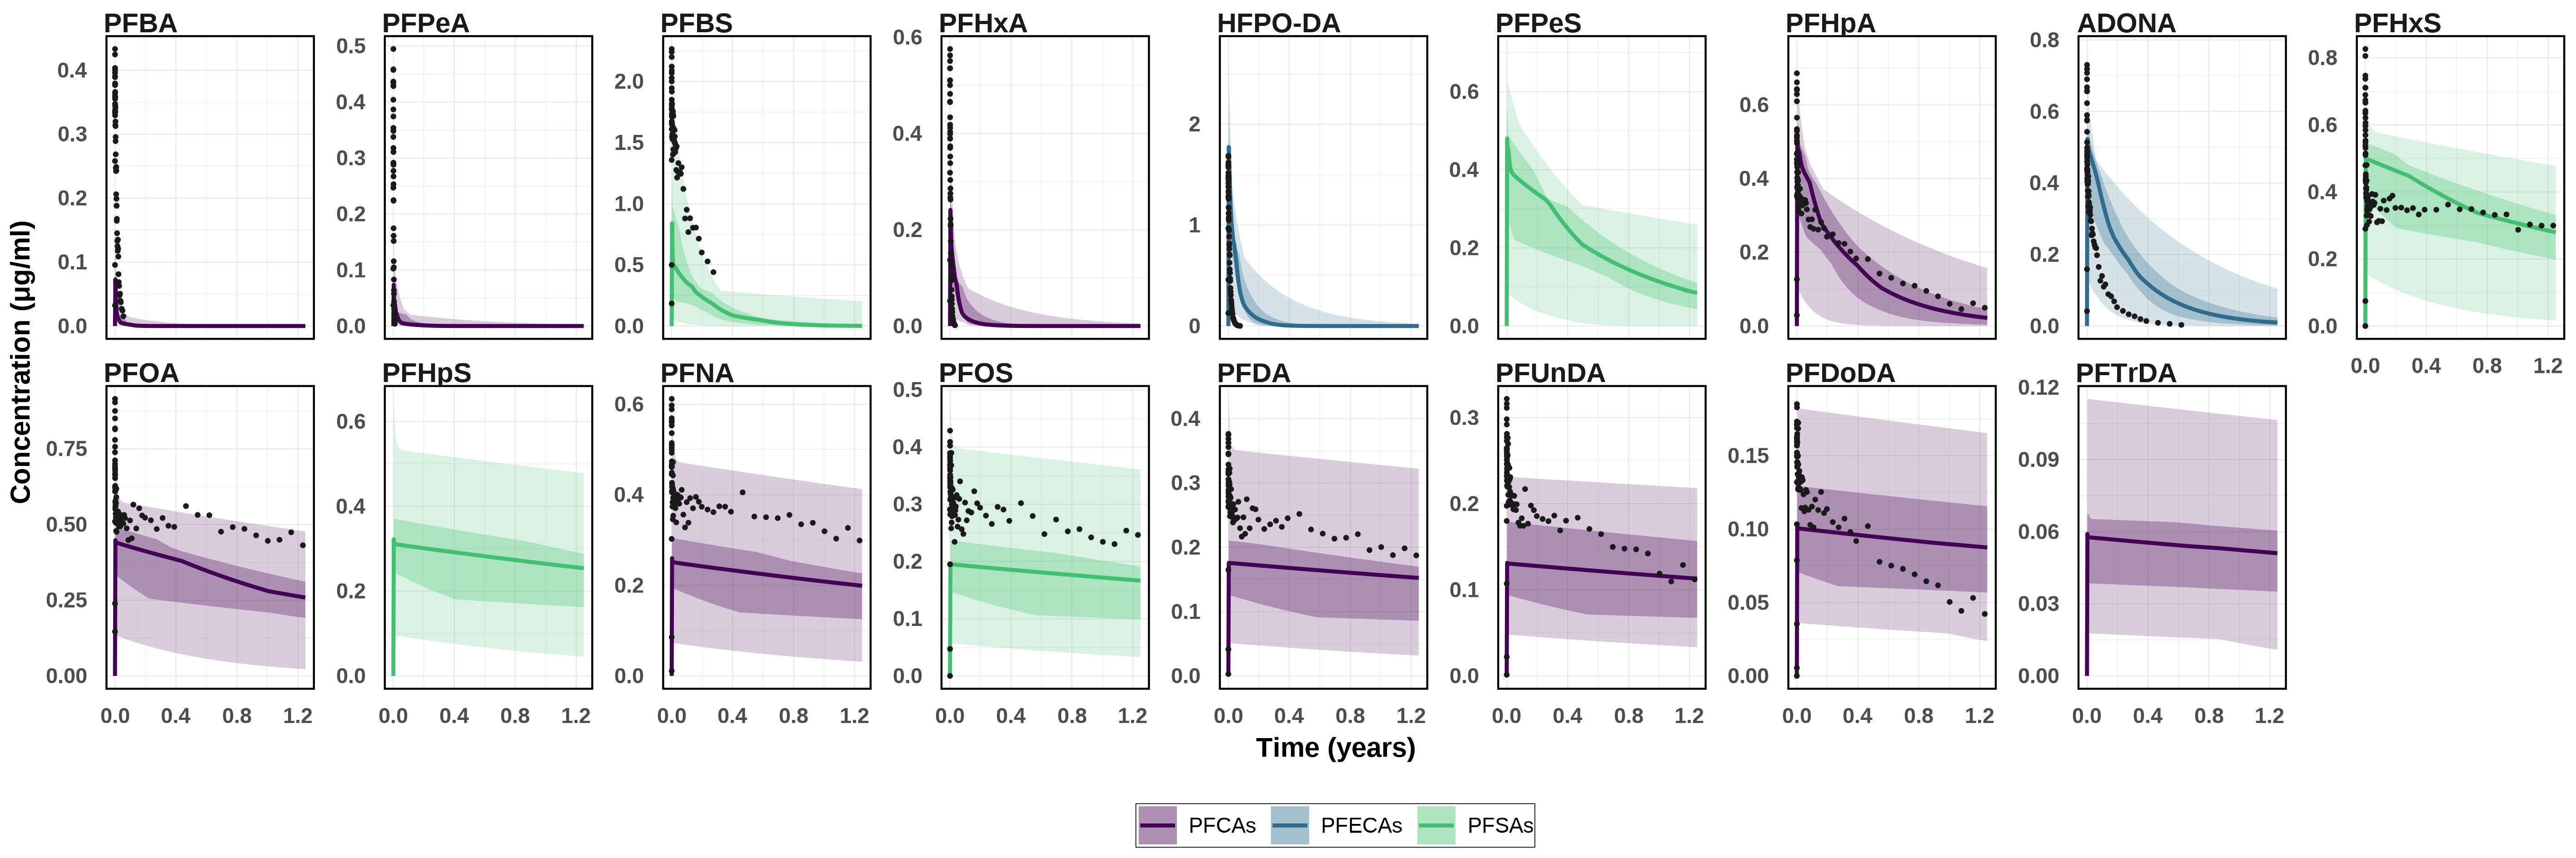 PFBA PFPeA PFBS PFHxA HFPO-DA PFPeS PFHpA ADONA PFHxS
0.4 0.3 0.2 0.1 0.0
0.5 0.4 0.3 0.2 0.1 0.0
2.0 1.5 1.0 0.5 0.0
0.6 0.4 0.2 0.0
2 1 0
0.6 0.4 0.2 0.0
0.6 0.4 0.2 0.0
0.8 0.6 0.4 0.2 0.0
0.8 0.6 0.4 0.2 0.0
0.0 0.4 0.8 1.2
Concentration (µg/ml)
PFOA PFHpS PFNA PFOS PFDA PFUnDA PFDoDA PFTrDA
0.75 0.50 0.25 0.00
0.6 0.4 0.2 0.0
0.6 0.4 0.2 0.0
0.5 0.4 0.3 0.2 0.1 0.0
0.4 0.3 0.2 0.1 0.0
0.3 0.2 0.1 0.0
0.15 0.10 0.05 0.00
0.12 0.09 0.06 0.03 0.00
0.0 0.4 0.8 1.2 0.0 0.4 0.8 1.2 0.0 0.4 0.8 1.2 0.0 0.4 0.8 1.2 0.0 0.4 0.8 1.2 0.0 0.4 0.8 1.2 0.0 0.4 0.8 1.2 0.0 0.4 0.8 1.2
Time (years)
PFCAs PFECAs PFSAs